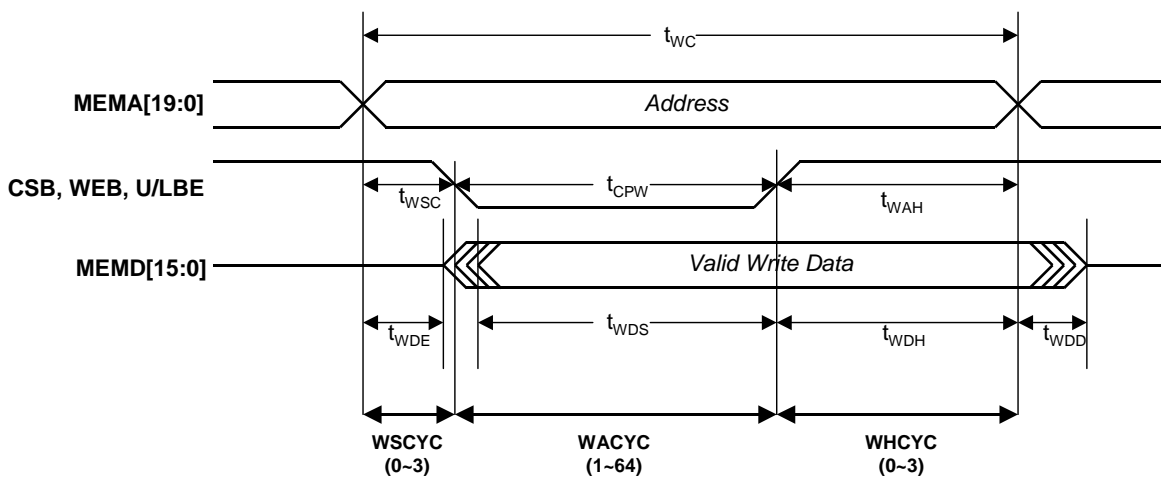 tWC
MEMA[19:0]
Address
CSB, WEB, U/LBE
tWSC
tCPW
tWAH
MEMD[15:0]
Valid Write Data
tWDE
tWDS
tWDH
tWDD
WSCYC
(0~3)
WACYC
(1~64)
WHCYC
(0~3)